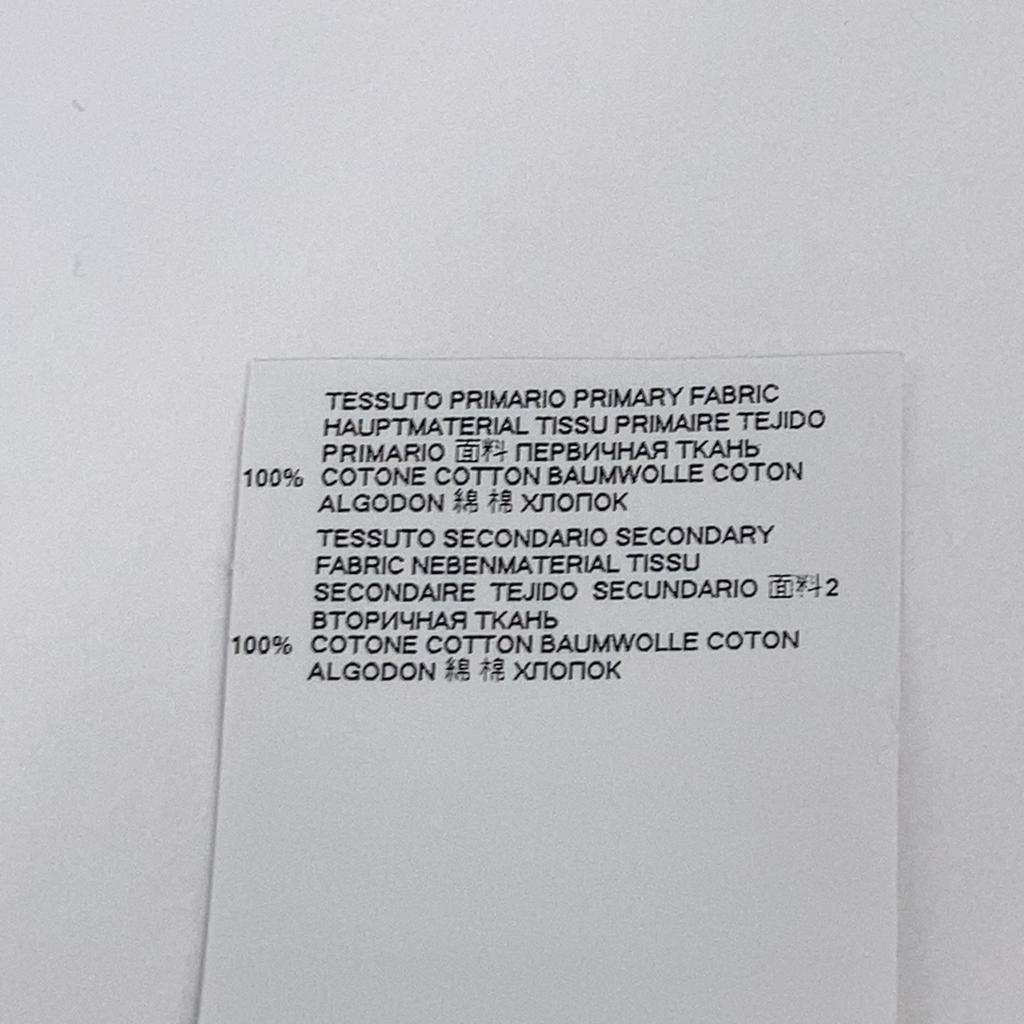 TESSUTO PRIMARIO PRIMARY FABRIC
HAUPTMATERIAL TISSU PRIMAIRE TEJIDO
PRIMARIO 面料 ПЕРВИЧНАЯ ТКАНЬ
100% COTONE COTTON BAUMWOLLE COTON
ALGODON 綿 棉 ХЛОПОК
TESSUTO SECONDARIO SECONDARY
FABRIC NEBENMATERIAL TISSU
SECONDAIRE TEJIDO SECUNDARIO 面料2
ВТОРИЧНАЯ ТКАНЬ
100% COTONE COTTON BAUMWOLLE COTON
ALGODON 綿 棉 ХЛОПОК